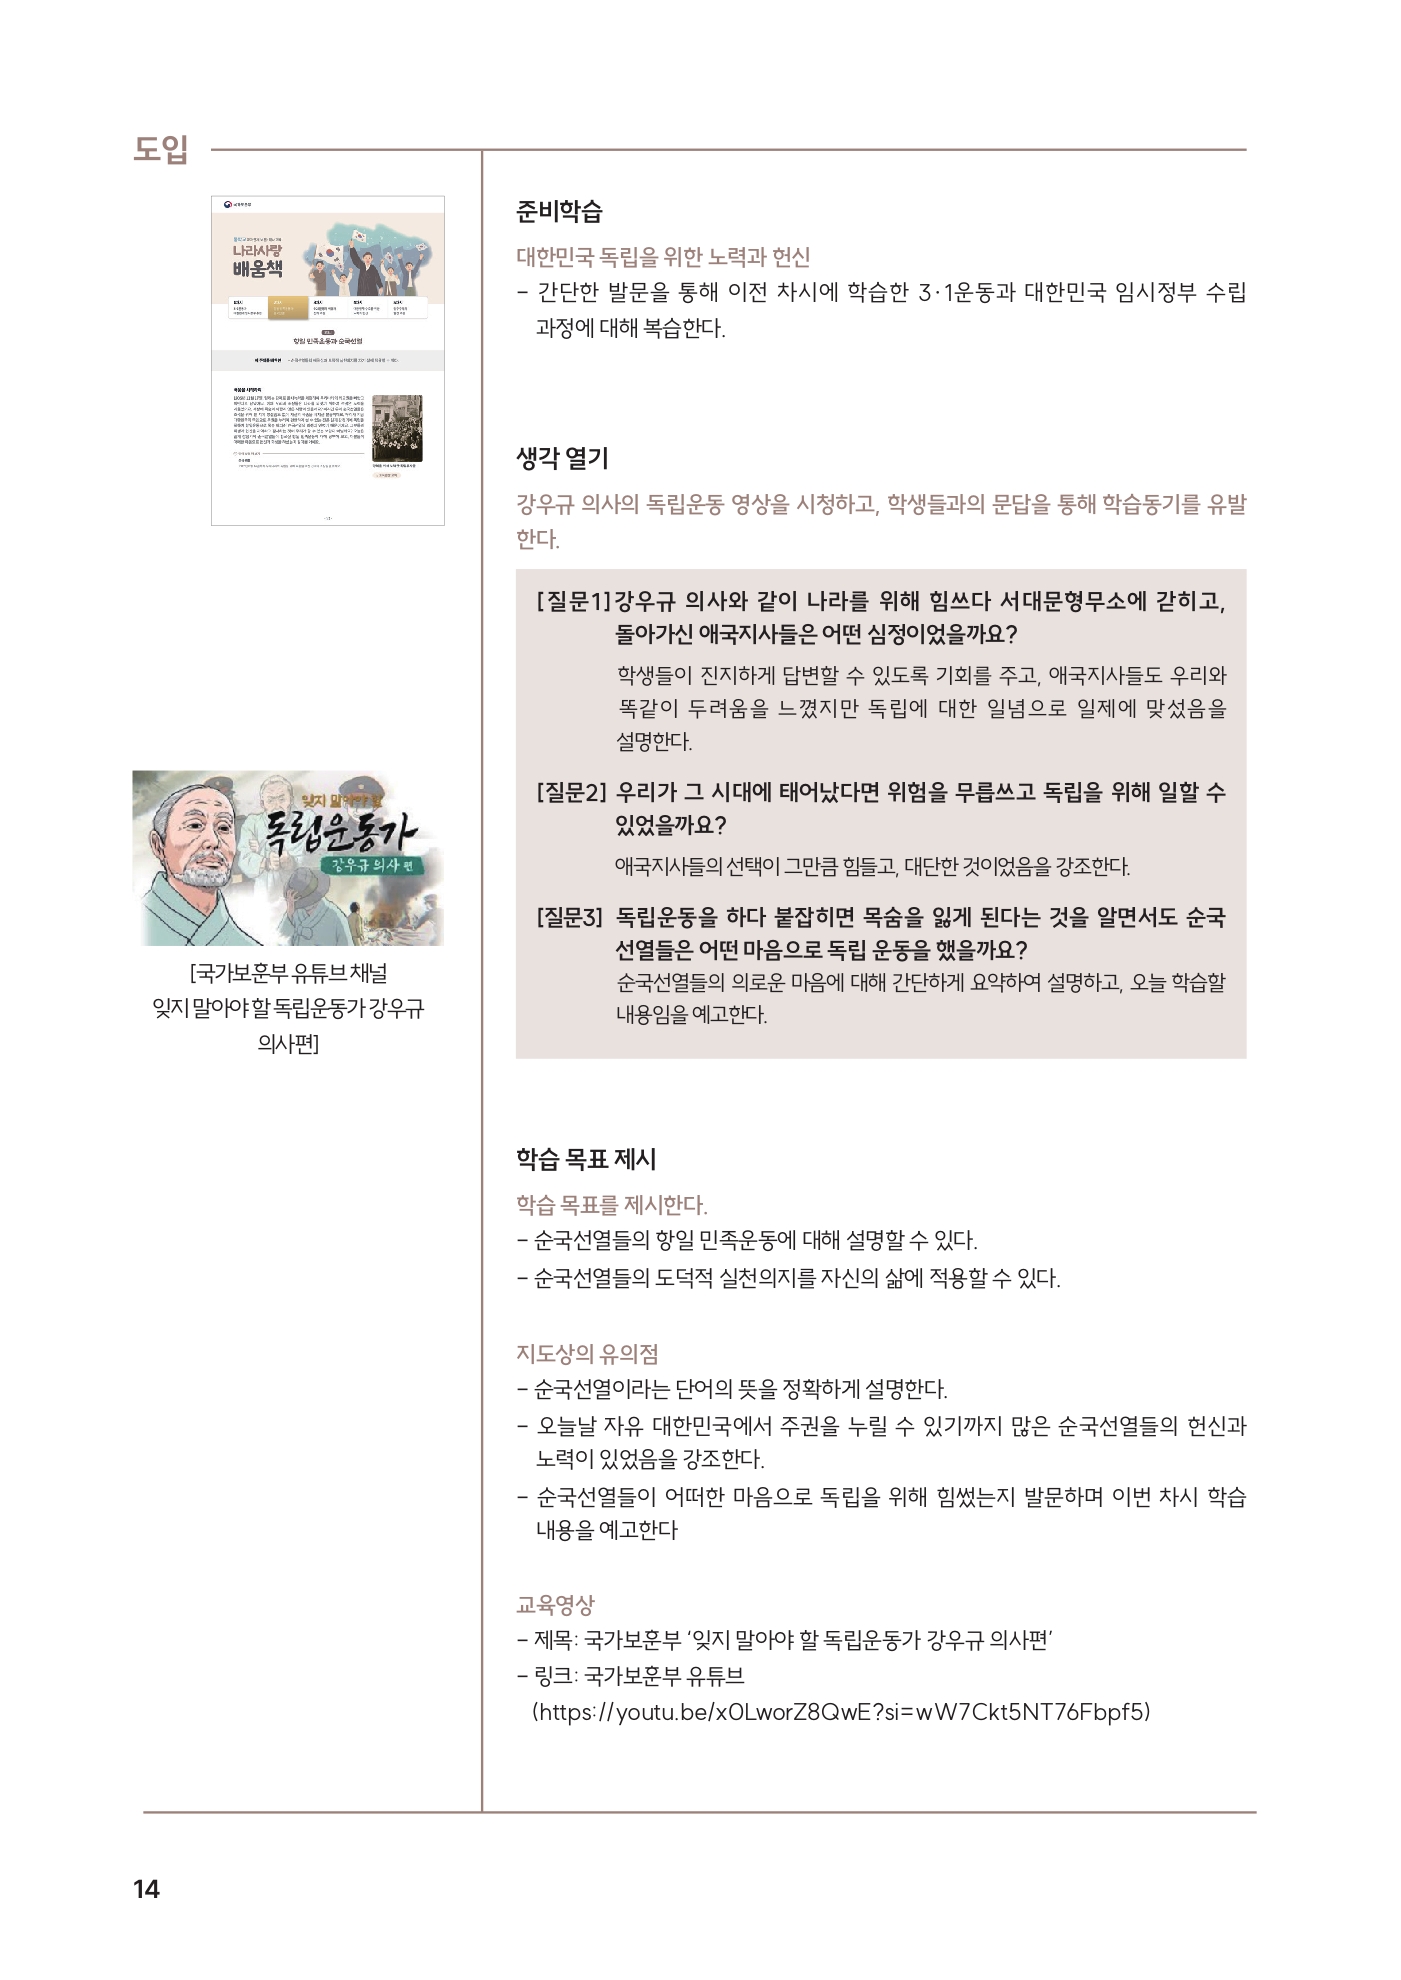 도입
나라사랑
배움책
항일 민족운동과 순국선열
준비학습
대한민국 독립을 위한 노력과 헌신
- 간단한 발문을 통해 이전 차시에 학습한 3·1운동과 대한민국 임시정부 수립
과정에 대해 복습한다.
생각 열기
강우규 의사의 독립운동 영상을 시청하고, 학생들과의 문답을 통해 학습동기를 유발
한다.
[질문1]강우규 의사와 같이 나라를 위해 힘쓰다 서대문형무소에 갇히고,
돌아가신 애국지사들은 어떤 심정이었을까요?
학생들이 진지하게 답변할 수 있도록 기회를 주고, 애국지사들도 우리와
똑같이 두려움을 느꼈지만 독립에 대한 일념으로 일제에 맞섰음을
설명한다.
[질문2] 우리가 그 시대에 태어났다면 위험을 무릅쓰고 독립을 위해 일할 수
있었을까요?
애국지사들의 선택이 그만큼 힘들고, 대단한 것이었음을 강조한다.
[질문3] 독립운동을 하다 붙잡히면 목숨을 잃게 된다는 것을 알면서도 순국
선열들은 어떤 마음으로 독립 운동을 했을까요?
순국선열들의 의로운 마음에 대해 간단하게 요약하여 설명하고, 오늘 학습할
내용임을 예고한다.
잊지 말아야 할
독립운동가
강우규 의사 편
[국가보훈부 유튜브 채널
잊지 말아야 할 독립운동가 강우규
의사편]
학습 목표 제시
학습 목표를 제시한다.
- 순국선열들의 항일 민족운동에 대해 설명할 수 있다.
- 순국선열들의 도덕적 실천의지를 자신의 삶에 적용할 수 있다.
지도상의 유의점
- 순국선열이라는 단어의 뜻을 정확하게 설명한다.
- 오늘날 자유 대한민국에서 주권을 누릴 수 있기까지 많은 순국선열들의 헌신과
노력이 있었음을 강조한다.
- 순국선열들이 어떠한 마음으로 독립을 위해 힘썼는지 발문하며 이번 차시 학습
내용을 예고한다
교육영상
- 제목: 국가보훈부 '잊지 말아야 할 독립운동가 강우규 의사편'
- 링크: 국가보훈부 유튜브
(https://youtu.be/x0LworZ8QwE?si=wW7Ckt5NT76Fbpf5)
14